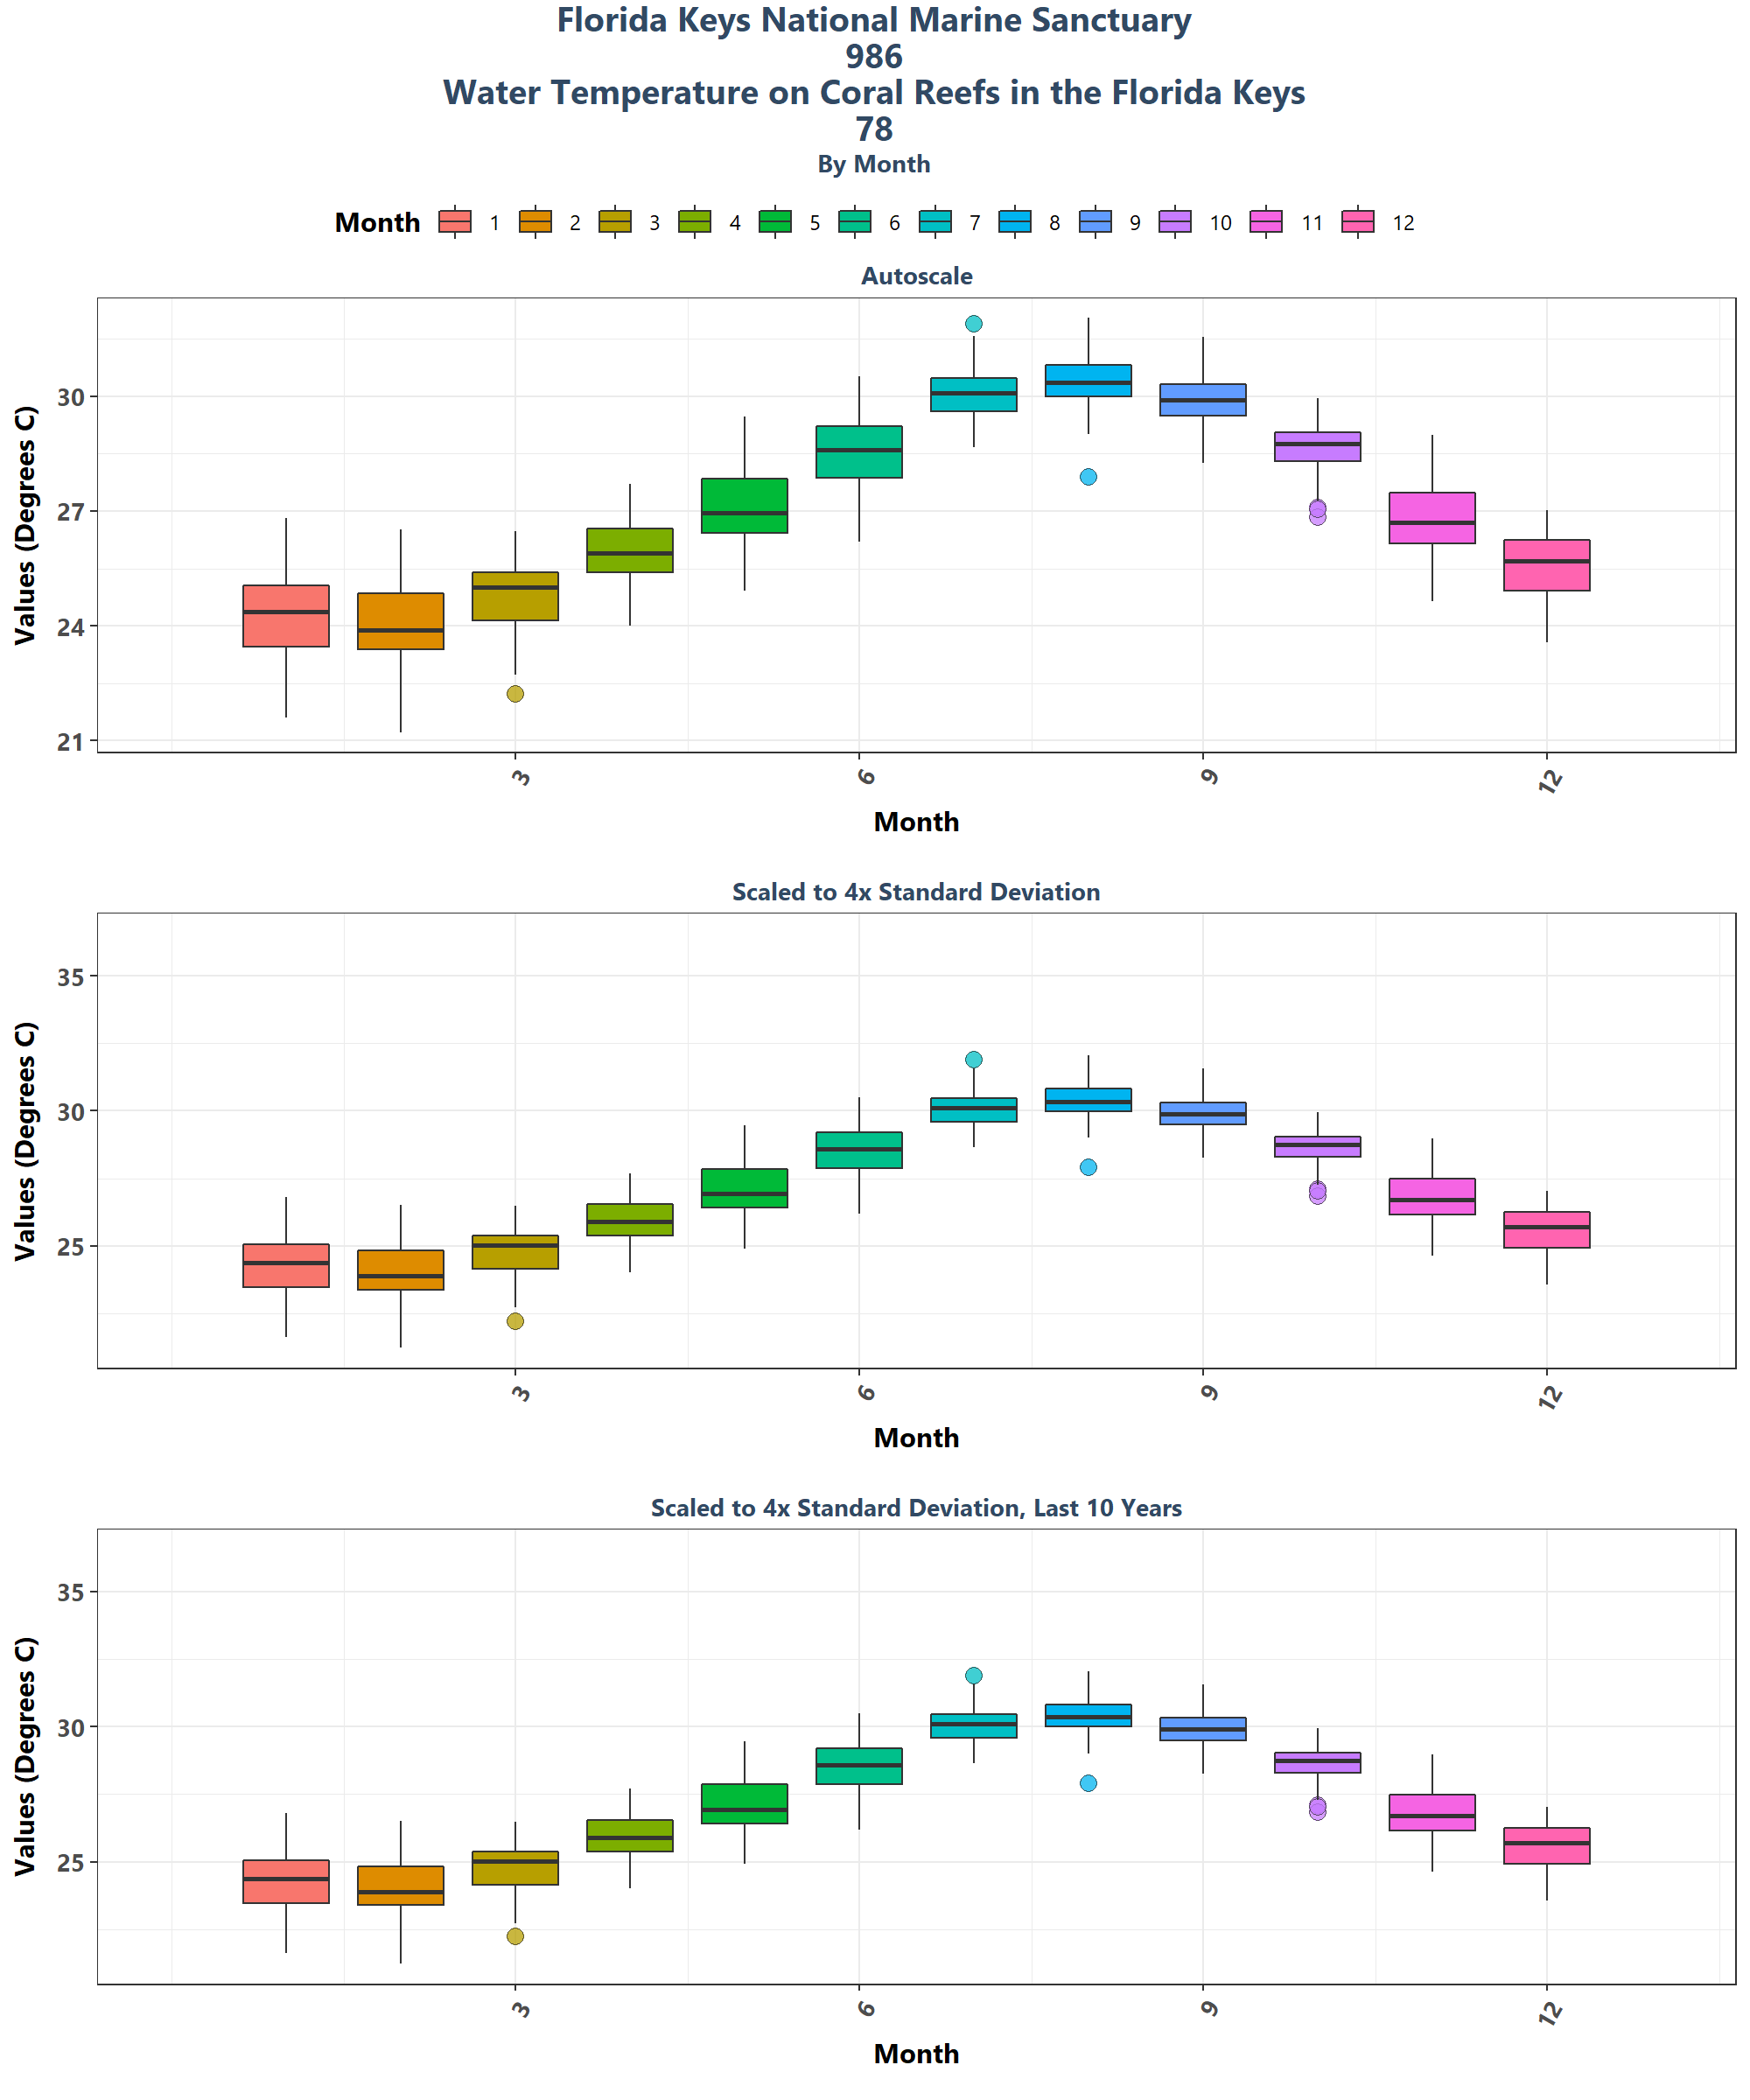 Florida Keys National Marine Sanctuary
986
Water Temperature on Coral Reefs in the Florida Keys
78
By Month
Month 1 2 3 4 5 6 7 8 9 10 11 12
Autoscale
Values (Degrees C)
30
27
24
21
3 6 9 12
Month
Scaled to 4x Standard Deviation
Values (Degrees C)
35
30
25
3 6 9 12
Month
Scaled to 4x Standard Deviation, Last 10 Years
Values (Degrees C)
35
30
25
3 6 9 12
Month